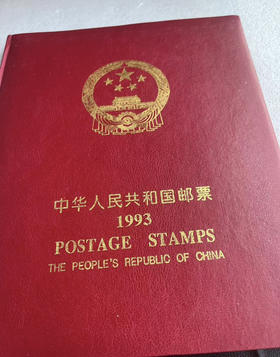 中华人民共和国邮票
1993
POSTAGE STAMPS
THE PEOPLE'S REPUBLIC OF CHINA